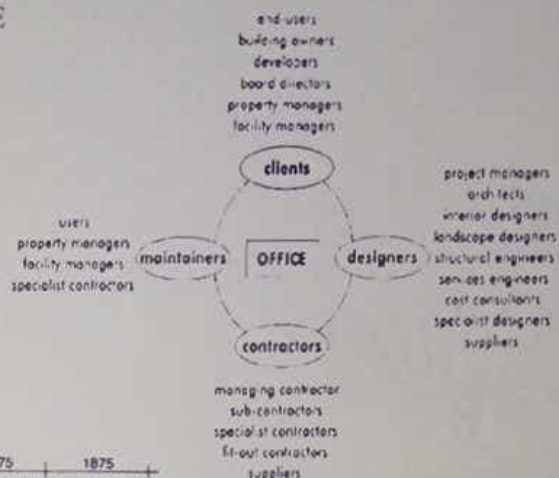 E
end-users
building owners
developers
board directors
property managers
facility managers
clients
project managers
architects
interior designers
landscape designers
structural engineers
services engineers
cost consultants
specialist designers
suppliers
users
property managers
facility managers
specialist contractors
maintainers
OFFICE
designers
contractors
managing contractor
sub-contractors
specialist contractors
fit-out contractors
suppliers
75
1875